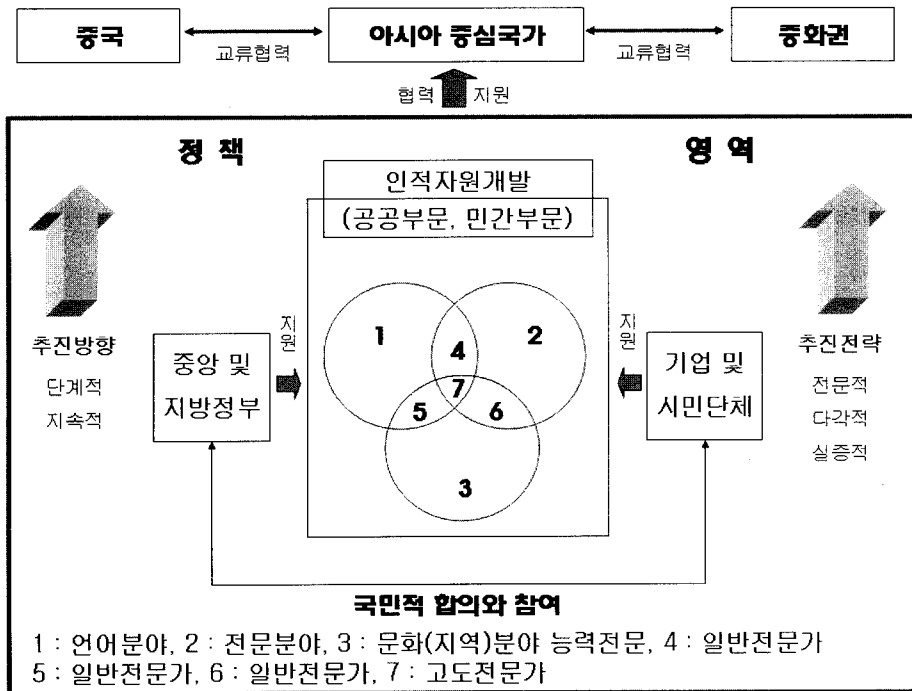 중국
아시아 중심국가
중화권
교류협력
교류협력
협력 지원
정 책
영 역
인적자원개발
(공공부문, 민간부문)
1
2
4
7
5
6
3
지원
지원
추진방향
단계적
지속적
중앙 및
지방정부
기업 및
시민단체
추진전략
전문적
다각적
실증적
국민적 합의와 참여
1 : 언어분야, 2 : 전문분야, 3 : 문화(지역)분야 능력전문, 4 : 일반전문가
5 : 일반전문가, 6 : 일반전문가, 7 : 고도전문가